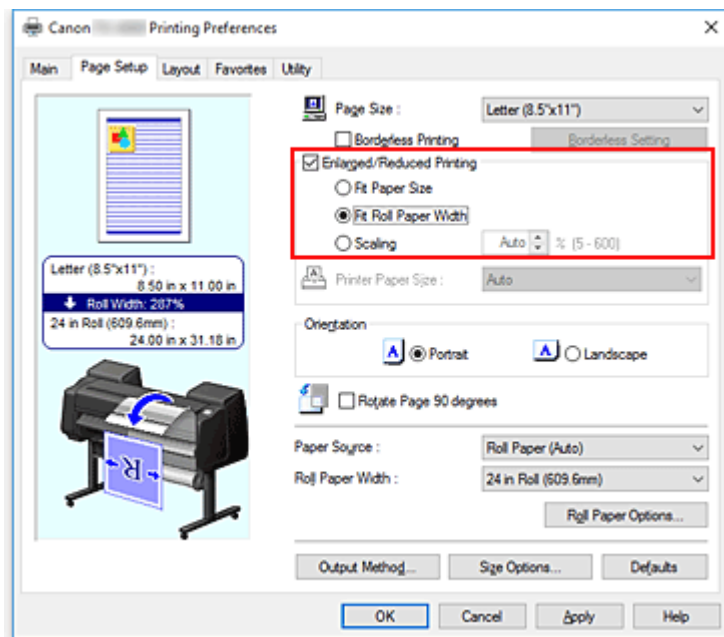 Canon Printing Preferences
Main Page Setup Layout Favorites Utility
Page Size : Letter (8.5"x11")
Borderless Printing Borderless Setting
Enlarged/Reduced Printing
Fit Paper Size
Fit Roll Paper Width
Scaling Auto % (5 - 600)
Letter (8.5"x11") :
8.50 in x 11.00 in
Roll Width: 287%
24 in Roll (609.6mm) :
24.00 in x 31.18 in
Printer Paper Size : Auto
Orientation
A Portrait A Landscape
Rotate Page 90 degrees
R
Paper Source : Roll Paper (Auto)
Roll Paper Width : 24 in Roll (609.6mm)
Roll Paper Options...
Output Method... Size Options... Defaults
OK Cancel Apply Help